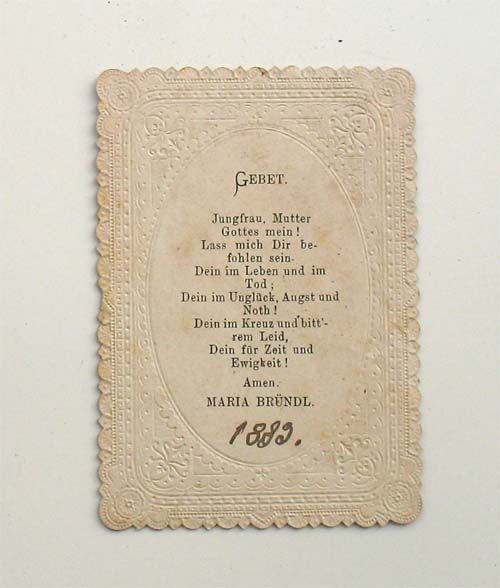 GEBET.
Jungfrau, Mutter
Gottes mein!
Lass mich Dir be-
fohlen sein.
Dein im Leben und im
Tod;
Dein im Unglück, Angst und
Noth!
Dein im Kreuz und bitt'-
rem Leid,
Dein für Zeit und
Ewigkeit!
Amen.
MARIA BRÜNDL.
1889.